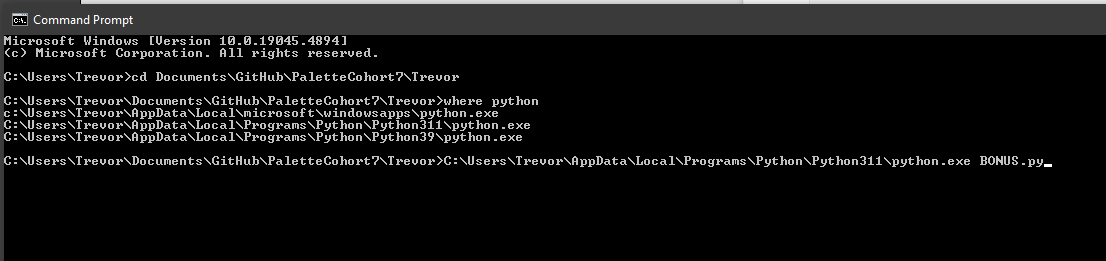 Command Prompt
Microsoft Windows [Version 10.0.19045.4894]
(c) Microsoft Corporation. All rights reserved.
C:\Users\Trevor>cd Documents\GitHub\PaletteCohort7\Trevor
C:\Users\Trevor\Documents\GitHub\PaletteCohort7\Trevor>where python
c:\Users\Trevor\AppData\Local\microsoft\windowsapps\python.exe
C:\Users\Trevor\AppData\Local\Programs\Python\Python311\python.exe
C:\Users\Trevor\AppData\Local\Programs\Python\Python39\python.exe
C:\Users\Trevor\Documents\GitHub\PaletteCohort7\Trevor>C:\Users\Trevor\AppData\Local\Programs\Python\Python311\python.exe BONUS.py